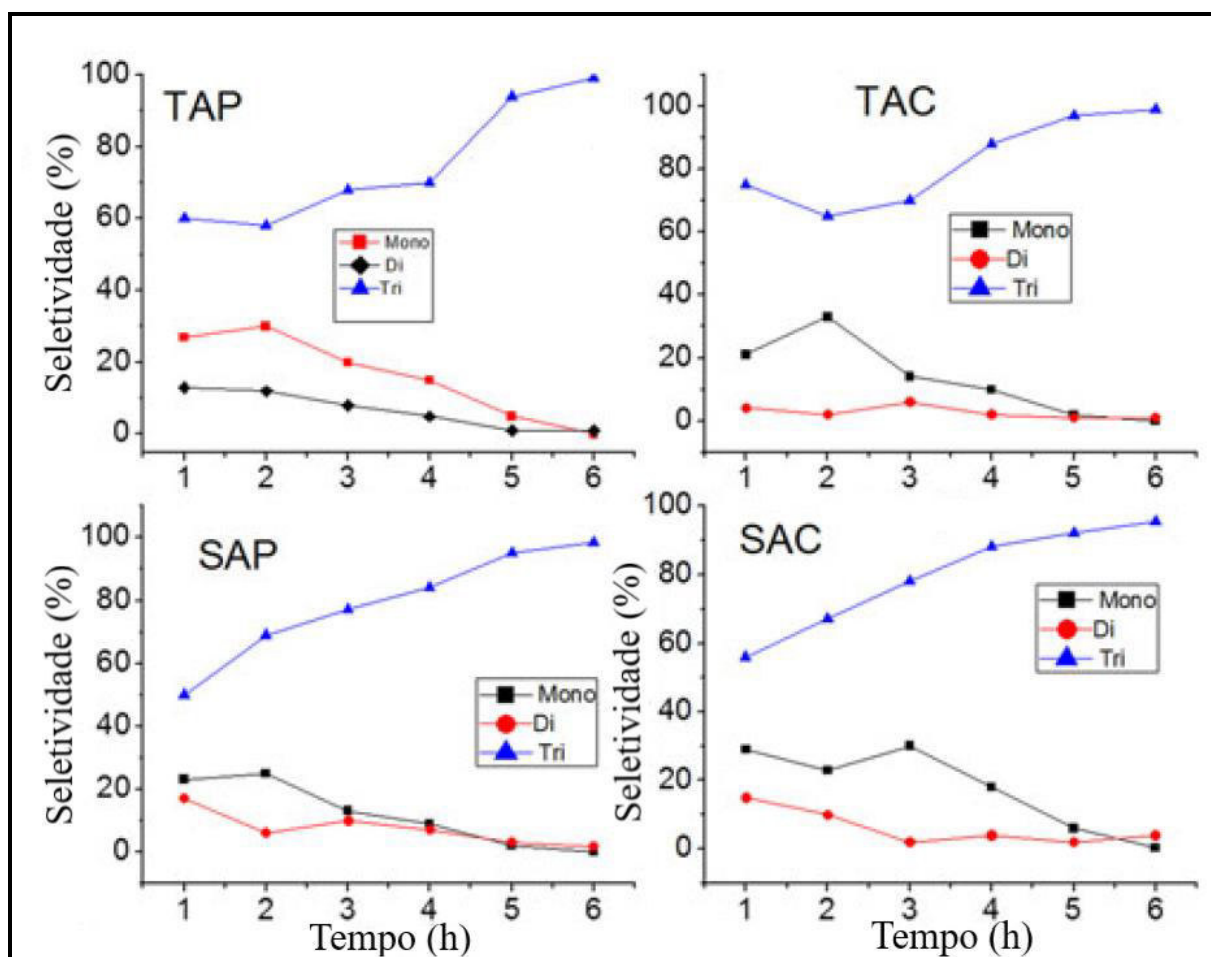 TAP
Seletividade (%)
100
80
60
40
20
0
Mono
Di
Tri
1 2 3 4 5 6
TAC
100
80
60
40
20
0
Mono
Di
Tri
1 2 3 4 5 6
SAP
Seletividade (%)
100
80
60
40
20
0
Mono
Di
Tri
1 2 3 4 5 6
Tempo (h)
SAC
Seletividade (%)
100
80
60
40
20
0
Mono
Di
Tri
1 2 3 4 5 6
Tempo (h)